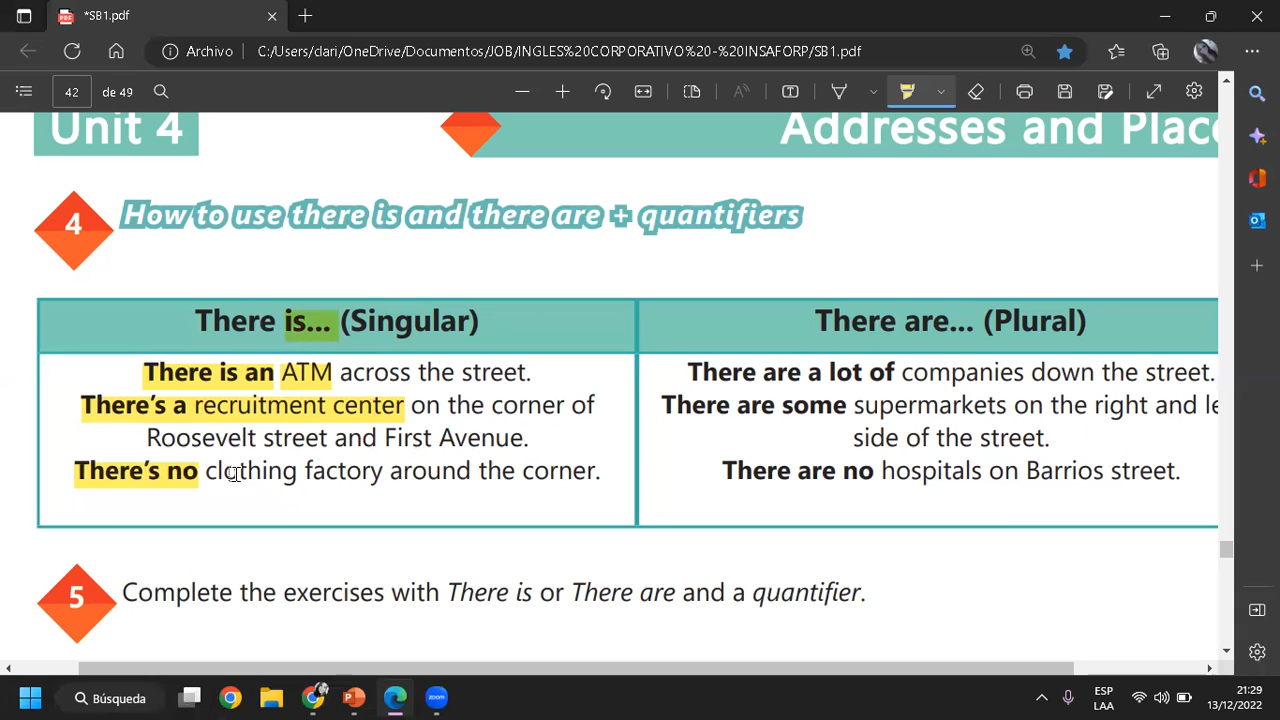 *SB1.pdf
Archivo C:/Users/clari/OneDrive/Documentos/JOB/INGLES%20CORPORATIVO%20-%20INSAFORP/SB1.pdf
42 de 49
Unit 4
Addresses and Place
4 How to use there is and there are + quantifiers
There is... (Singular)
There is an ATM across the street.
There's a recruitment center on the corner of
Roosevelt street and First Avenue.
There's no clothing factory around the corner.
There are... (Plural)
There are a lot of companies down the street.
There are some supermarkets on the right and le
side of the street.
There are no hospitals on Barrios street.
5 Complete the exercises with There is or There are and a quantifier.
Búsqueda
zoom
ESP
LAA
21:29
13/12/2022